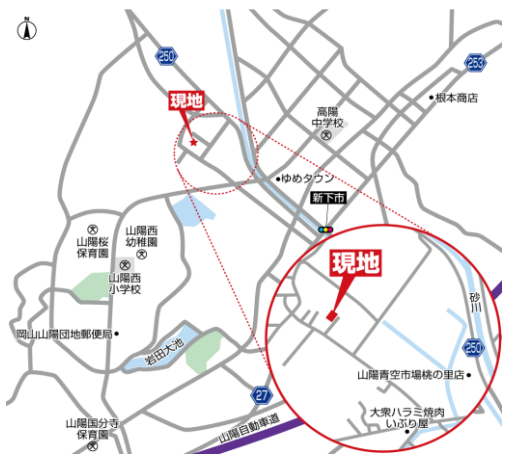 N
250
253
現地
根本商店
高陽
中学校
ゆめタウン
新下市
山陽桜
保育園
山陽西
幼稚園
山陽西
小学校
現地
砂川
岡山山陽団地郵便局
岩田大池
250
山陽青空市場桃の里店
27
大衆ハラミ焼肉
いぶり屋
山陽自動車道
山陽国分寺
保育園